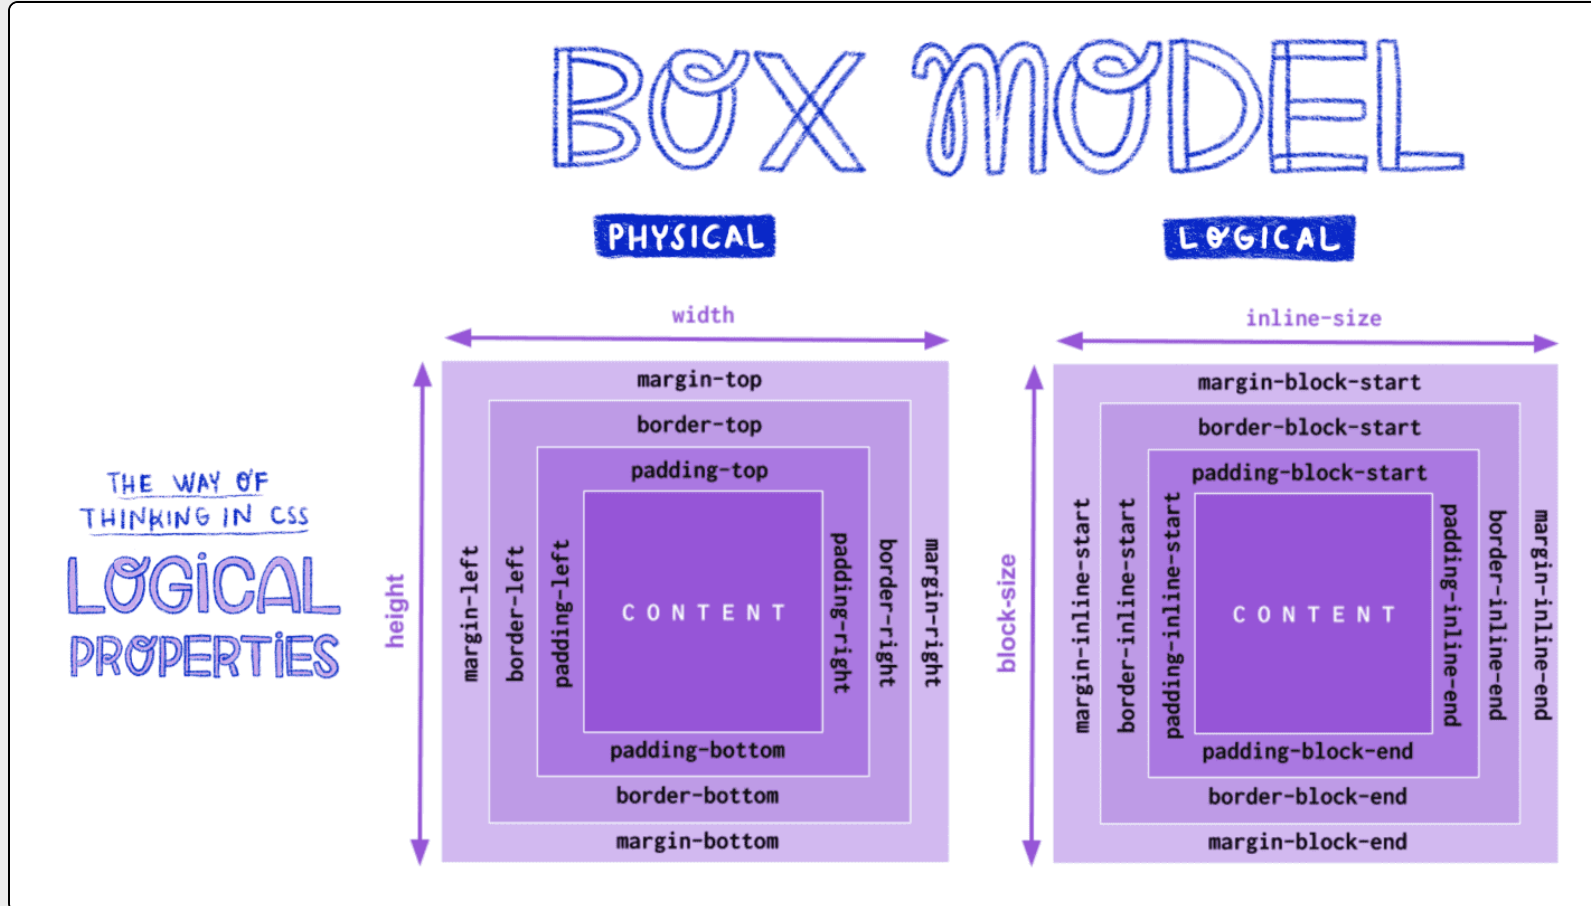 BOX MODEL
PHYSICAL
LOGICAL
THE WAY OF
THINKING IN CSS
LOGICAL
PROPERTIES
width
height
margin-top
border-top
padding-top
margin-left
border-left
padding-left
CONTENT
padding-right
border-right
margin-right
padding-bottom
border-bottom
margin-bottom
inline-size
block-size
margin-block-start
border-block-start
padding-block-start
margin-inline-start
border-inline-start
padding-inline-start
CONTENT
padding-inline-end
border-inline-end
margin-inline-end
padding-block-end
border-block-end
margin-block-end